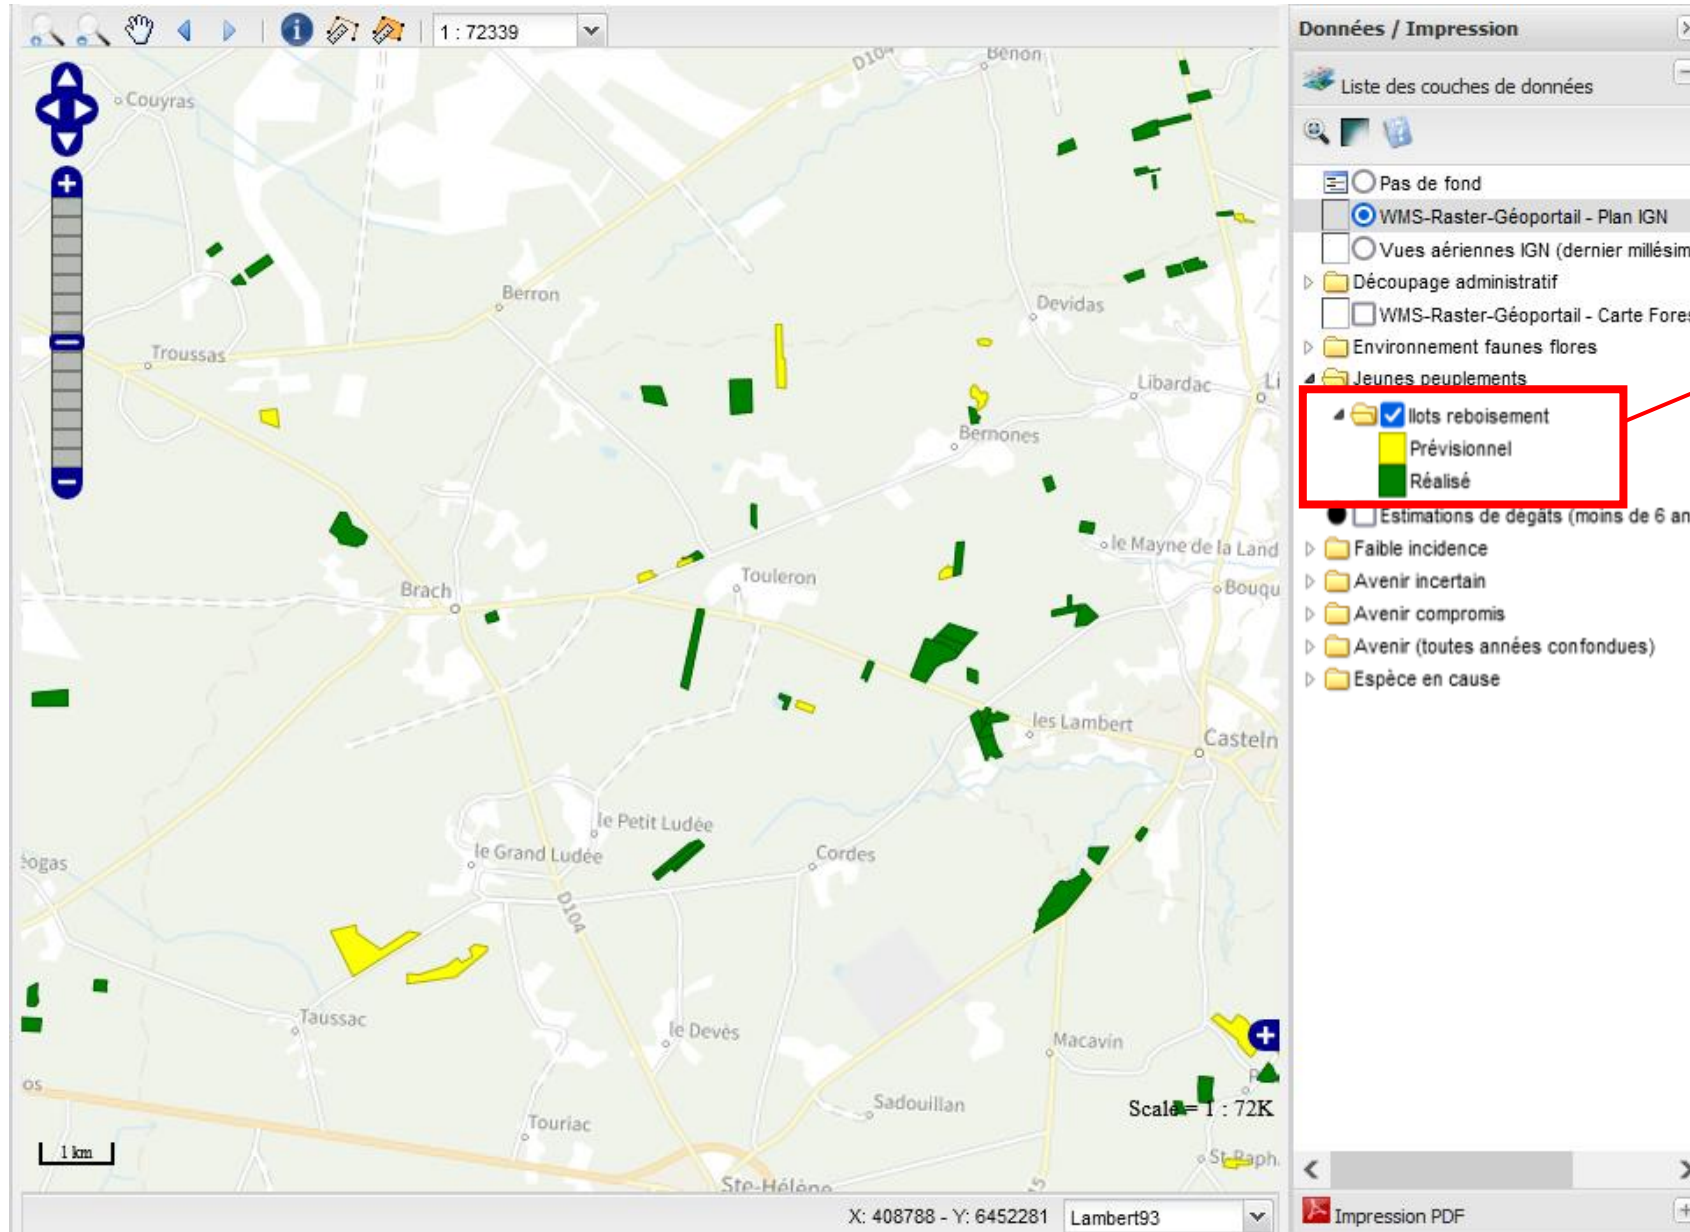 1 : 72339
D104
Benon
Couyras
Berron
Devidas
Troussas
Libardac
Li
Bernones
le Mayne de la Land
Touleron
Brach
Bouqu
les Lambert
Casteln
le Petit Ludée
le Grand Ludée
Cordes
D104
Taussac
le Devès
Macavin
os
Sadouillan
Scale = 1 : 72K
Touriac
1 km
St-Raph.
Ste-Hélène
X: 408788 - Y: 6452281
Lambert93
Données / Impression
Liste des couches de données
Pas de fond
WMS-Raster-Géoportail - Plan IGN
Vues aériennes IGN (dernier millésim
Découpage administratif
WMS-Raster-Géoportail - Carte Fores
Environnement faunes flores
Jeunes peuplements
Ilots reboisement
Prévisionnel
Réalisé
Estimations de dégâts (moins de 6 an
Faible incidence
Avenir incertain
Avenir compromis
Avenir (toutes années confondues)
Espèce en cause
Impression PDF